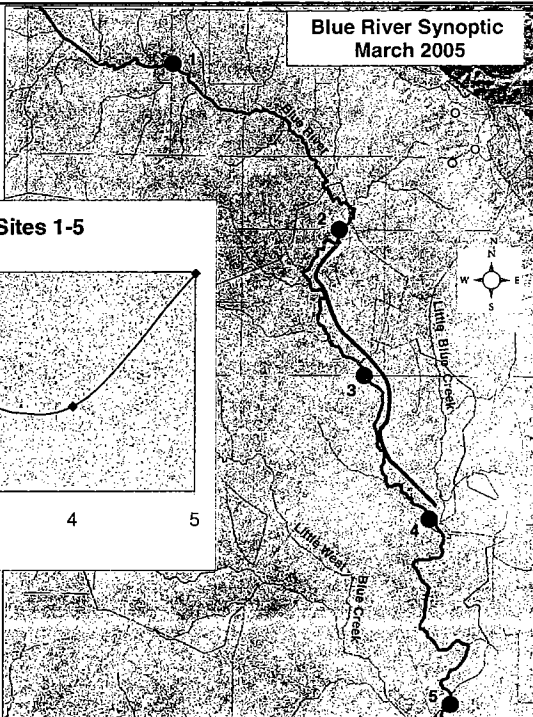 Blue River Synoptic
March 2005
1
Blue River
2
Sites 1-5
N
N
W E
S
Little Blue Creek
3
4
5
4
Little West
Blue Creek
5